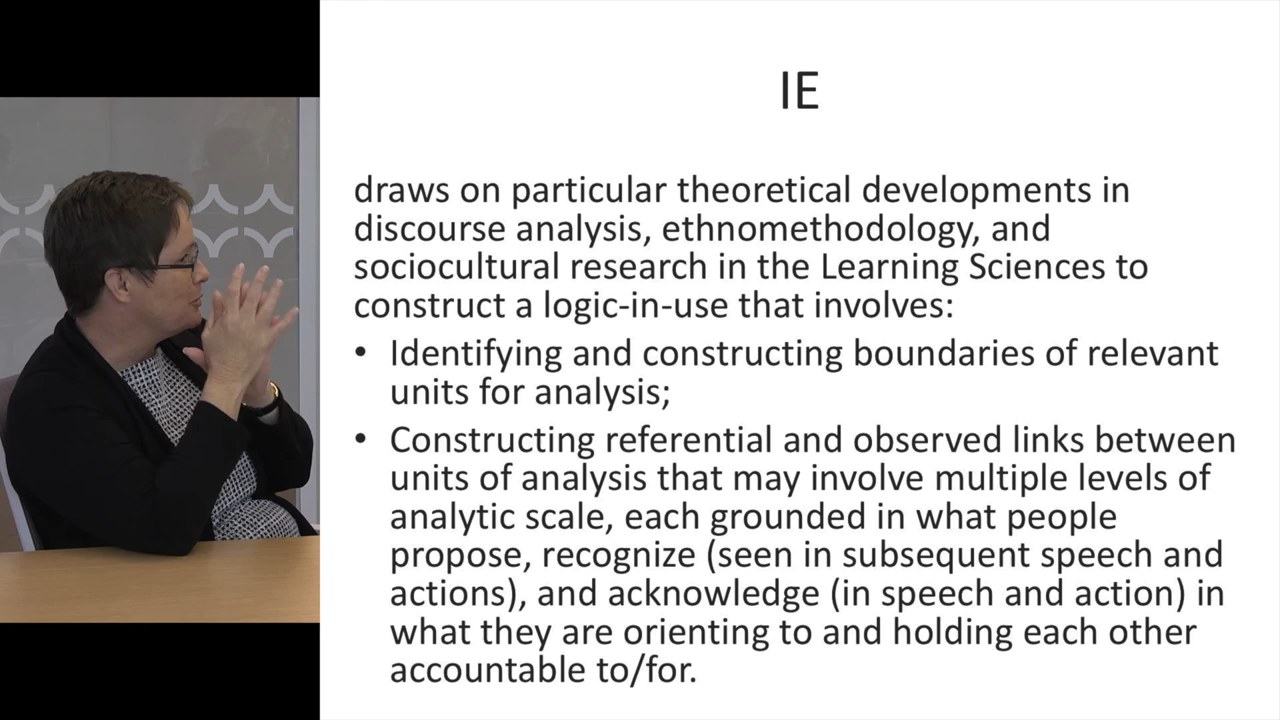 IE
draws on particular theoretical developments in
discourse analysis, ethnomethodology, and
sociocultural research in the Learning Sciences to
construct a logic-in-use that involves:
• Identifying and constructing boundaries of relevant
units for analysis;
• Constructing referential and observed links between
units of analysis that may involve multiple levels of
analytic scale, each grounded in what people
propose, recognize (seen in subsequent speech and
actions), and acknowledge (in speech and action) in
what they are orienting to and holding each other
accountable to/for.